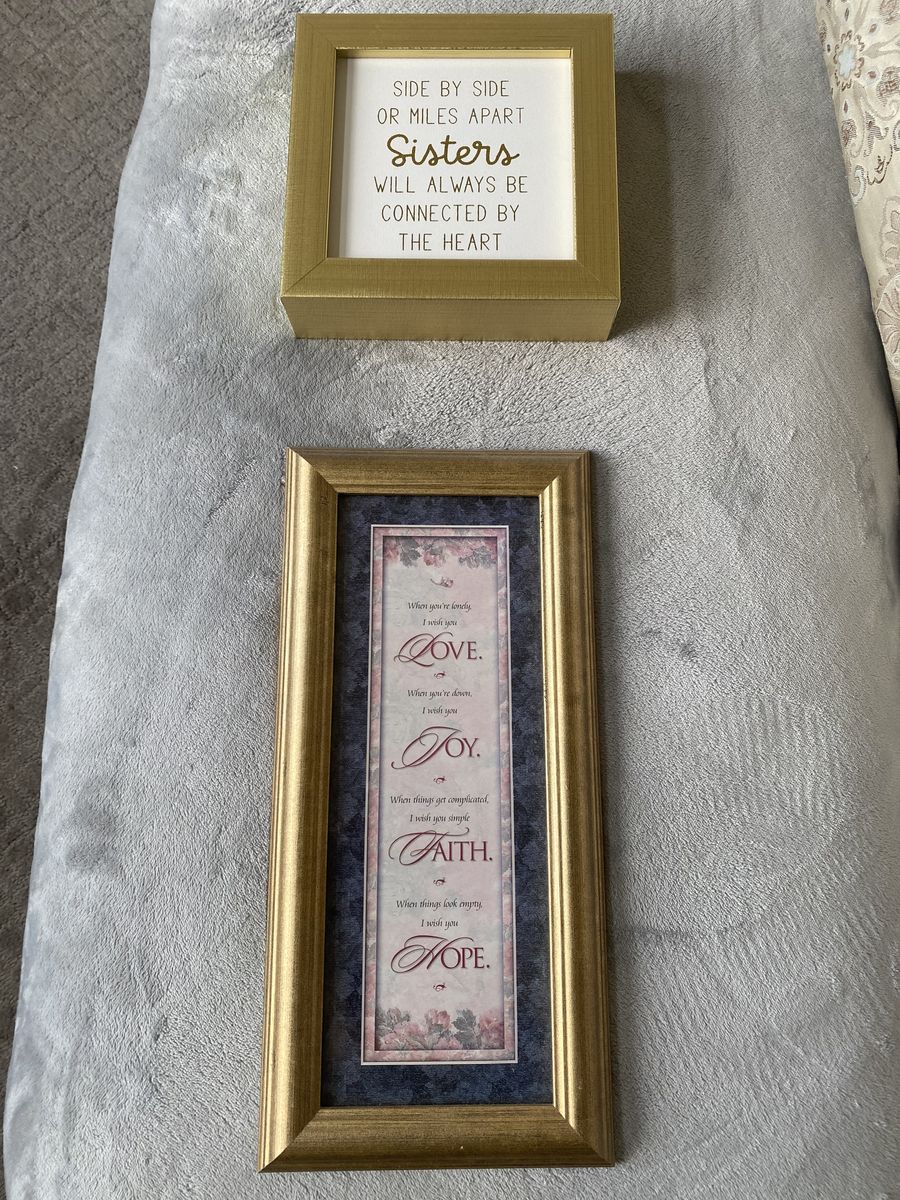 SIDE BY SIDE
OR MILES APART
Sisters
WILL ALWAYS BE
CONNECTED BY
THE HEART
When you're lonely,
I wish you
LOVE.
When you're down,
I wish you
JOY.
When things get complicated,
I wish you simple
FAITH.
When things look empty,
I wish you
HOPE.